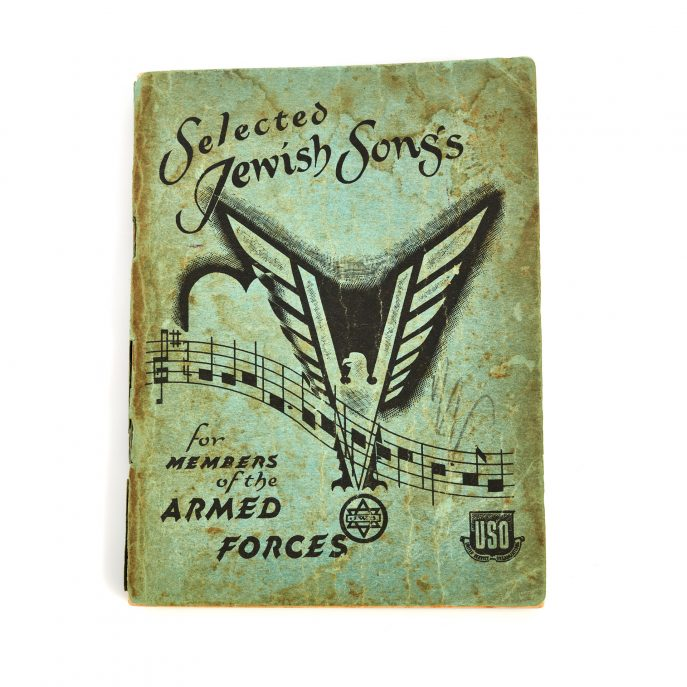 Selected
Jewish Songs
for
MEMBERS
of the
ARMED
FORCES
USO